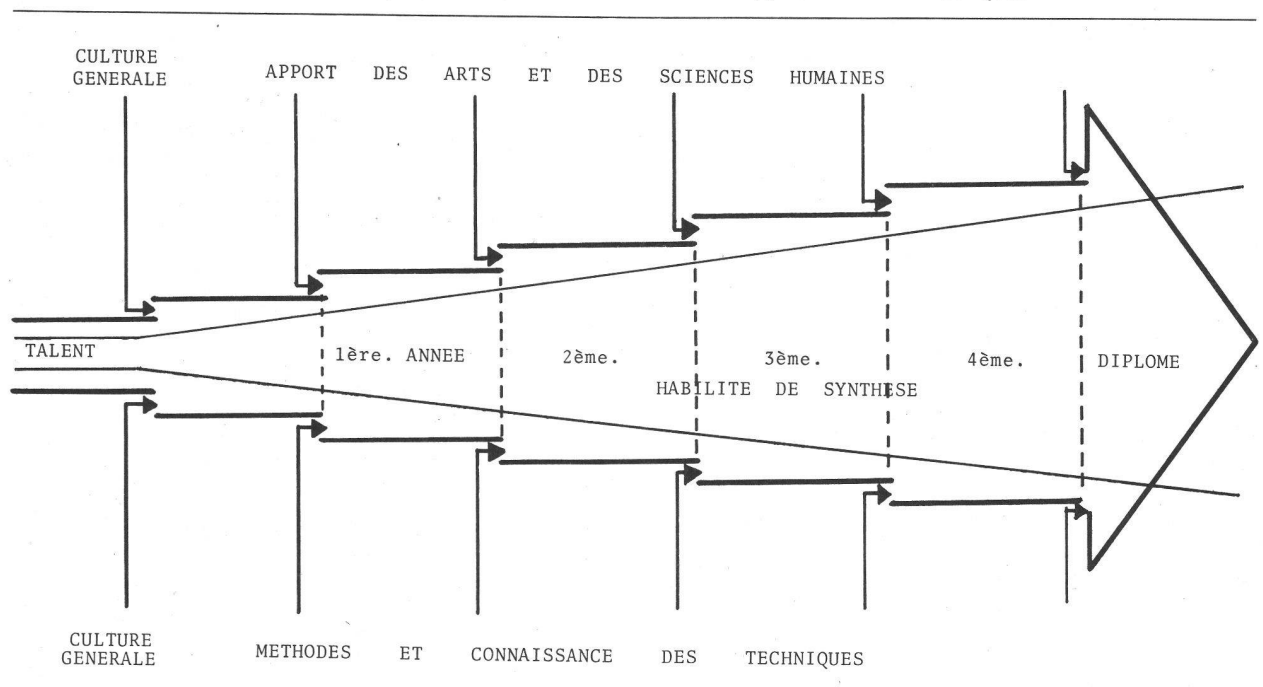 CULTURE
GENERALE
APPORT DES ARTS ET DES SCIENCES HUMAINES
TALENT
1ère. ANNEE
2ème.
3ème.
4ème.
DIPLOME
HABILITE DE SYNTHESE
CULTURE
GENERALE
METHODES ET CONNAISSANCE DES TECHNIQUES